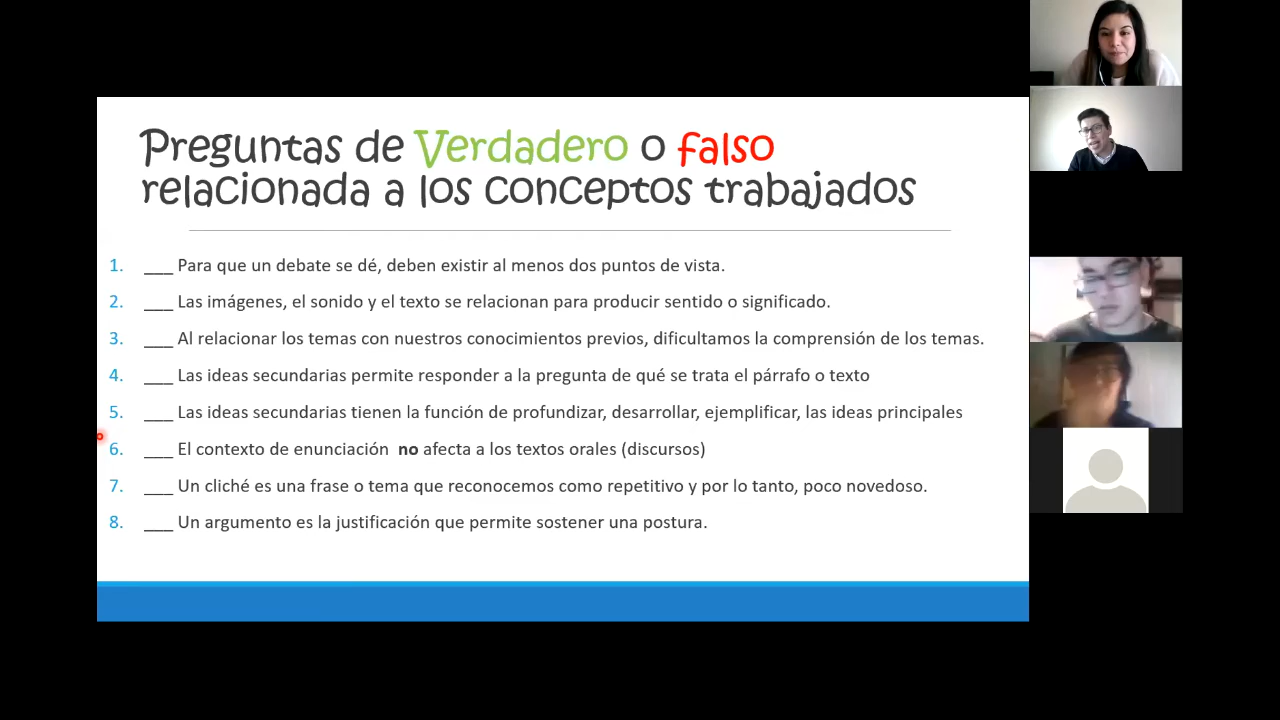 Preguntas de Verdadero o falso
relacionada a los conceptos trabajados
1. ___ Para que un debate se dé, deben existir al menos dos puntos de vista.
2. ___ Las imágenes, el sonido y el texto se relacionan para producir sentido o significado.
3. ___ Al relacionar los temas con nuestros conocimientos previos, dificultamos la comprensión de los temas.
4. ___ Las ideas secundarias permite responder a la pregunta de qué se trata el párrafo o texto
5. ___ Las ideas secundarias tienen la función de profundizar, desarrollar, ejemplificar, las ideas principales
6. ___ El contexto de enunciación no afecta a los textos orales (discursos)
7. ___ Un cliché es una frase o tema que reconocemos como repetitivo y por lo tanto, poco novedoso.
8. ___ Un argumento es la justificación que permite sostener una postura.